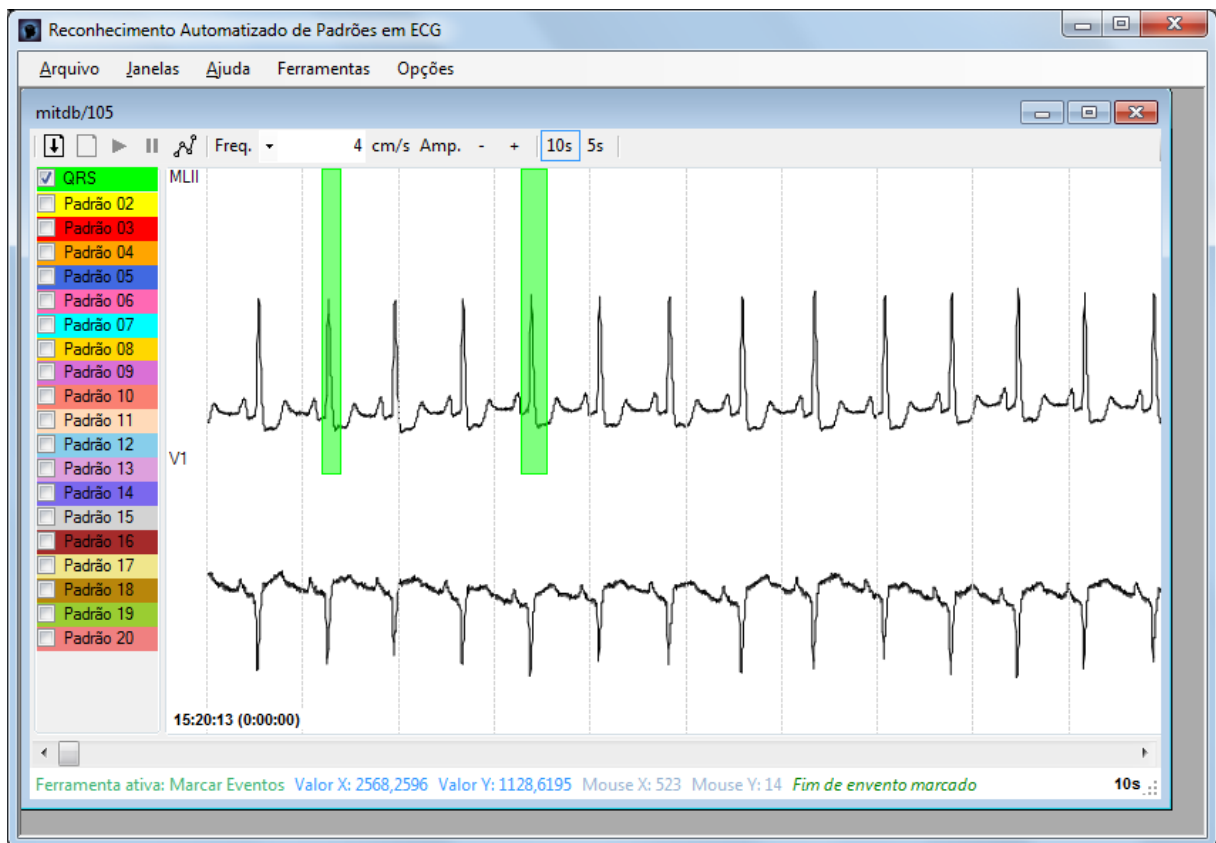 Reconhecimento Automatizado de Padrões em ECG
Arquivo Janelas Ajuda Ferramentas Opções
mitdb/105
Freq. 4 cm/s Amp. - + 10s 5s
QRS
Padrão 02
Padrão 03
Padrão 04
Padrão 05
Padrão 06
Padrão 07
Padrão 08
Padrão 09
Padrão 10
Padrão 11
Padrão 12
Padrão 13
Padrão 14
Padrão 15
Padrão 16
Padrão 17
Padrão 18
Padrão 19
Padrão 20
MLII
V1
15:20:13 (0:00:00)
Ferramenta ativa: Marcar Eventos Valor X: 2568,2596 Valor Y: 1128,6195 Mouse X: 523 Mouse Y: 14 Fim de envento marcado 10s